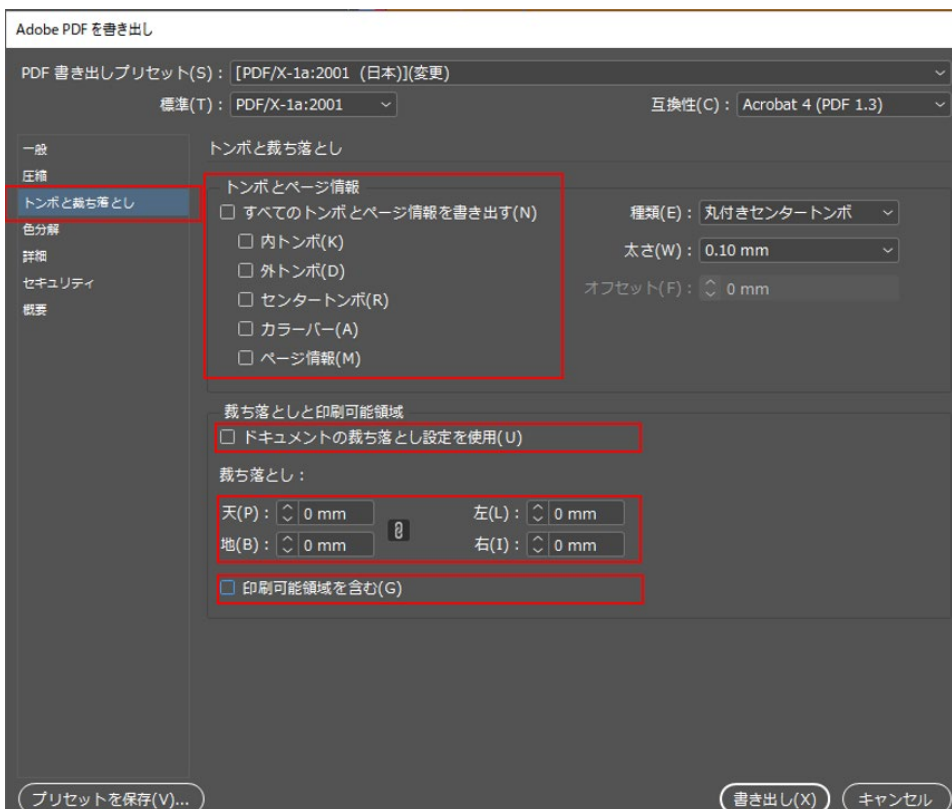 Adobe PDF を書き出し
PDF 書き出しプリセット(S) : [PDF/X-1a:2001 (日本)](変更)
標準(T) : PDF/X-1a:2001 互換性(C) : Acrobat 4 (PDF 1.3)
一般
圧縮
トンボと裁ち落とし
色分解
詳細
セキュリティ
概要
トンボと裁ち落とし
トンボとページ情報
すべてのトンボとページ情報を書き出す(N)
内トンボ(K)
外トンボ(D)
センタートンボ(R)
カラーバー(A)
ページ情報(M)
種類(E) : 丸付きセンタートンボ
太さ(W) : 0.10 mm
オフセット(F) : 0 mm
裁ち落としと印刷可能領域
ドキュメントの裁ち落とし設定を使用(U)
裁ち落とし :
天(P) : 0 mm 左(L) : 0 mm
地(B) : 0 mm 右(I) : 0 mm
印刷可能領域を含む(G)
プリセットを保存(V)... 書き出し(X) キャンセル